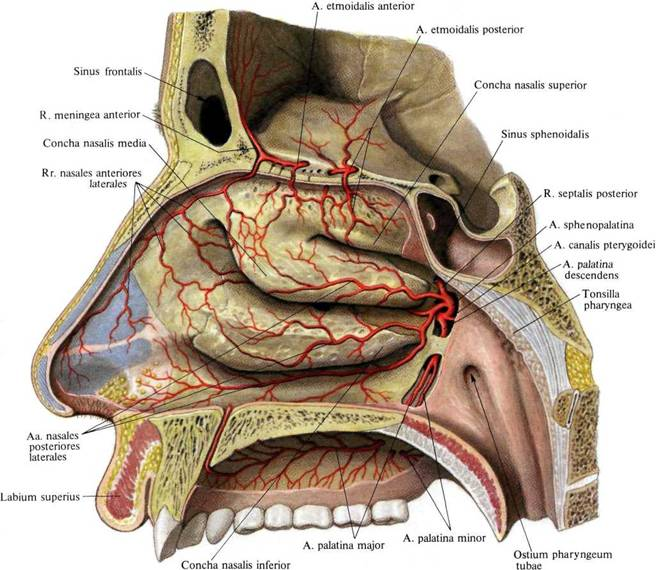 A. etmoidalis anterior
A. etmoidalis posterior
Sinus frontalis
Concha nasalis superior
R. meningea anterior
Sinus sphenoidalis
Concha nasalis media
Rr. nasales anteriores
laterales
R. septalis posterior
A. sphenopalatina
A. canalis pterygoidei
A. palatina
descendens
Tonsilla
pharyngea
Aa. nasales
posteriores
laterales
Labium superius
A. palatina major
A. palatina minor
Concha nasalis inferior
Ostium pharyngeum
tubae